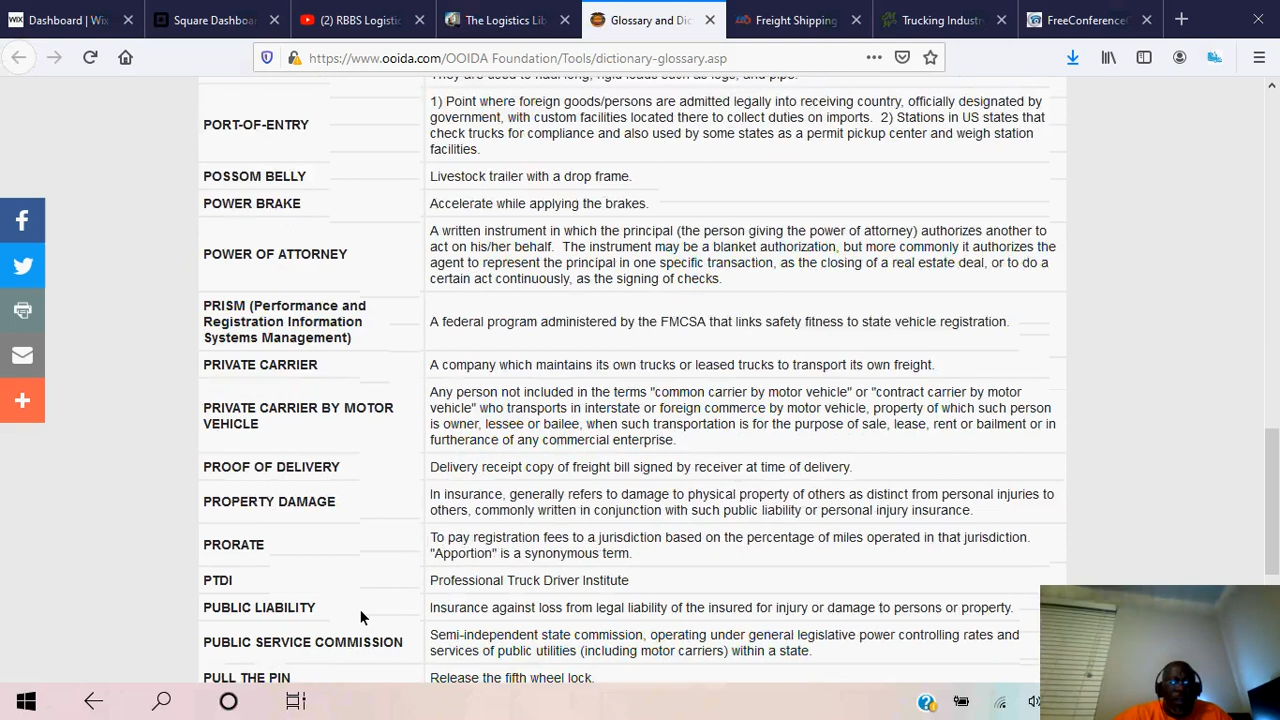 Dashboard | Wix
Square Dashboa
(2) RBBS Logistic
The Logistics Lib
Glossary and Dic
Freight Shipping
Trucking Industr
FreeConferenceC
https://www.ooida.com/OOIDA Foundation/Tools/dictionary-glossary.asp
They are used to haul long, rigid loads such as logs, and pipe.
PORT-OF-ENTRY
1) Point where foreign goods/persons are admitted legally into receiving country, officially designated by
government, with custom facilities located there to collect duties on imports. 2) Stations in US states that
check trucks for compliance and also used by some states as a permit pickup center and weigh station
facilities.
POSSOM BELLY
Livestock trailer with a drop frame.
POWER BRAKE
Accelerate while applying the brakes.
POWER OF ATTORNEY
A written instrument in which the principal (the person giving the power of attorney) authorizes another to
act on his/her behalf. The instrument may be a blanket authorization, but more commonly it authorizes the
agent to represent the principal in one specific transaction, as the closing of a real estate deal, or to do a
certain act continuously, as the signing of checks.
PRISM (Performance and
Registration Information
Systems Management)
A federal program administered by the FMCSA that links safety fitness to state vehicle registration.
PRIVATE CARRIER
A company which maintains its own trucks or leased trucks to transport its own freight.
PRIVATE CARRIER BY MOTOR
VEHICLE
Any person not included in the terms "common carrier by motor vehicle" or "contract carrier by motor
vehicle" who transports in interstate or foreign commerce by motor vehicle, property of which such person
is owner, lessee or bailee, when such transportation is for the purpose of sale, lease, rent or bailment or in
furtherance of any commercial enterprise.
PROOF OF DELIVERY
Delivery receipt copy of freight bill signed by receiver at time of delivery.
PROPERTY DAMAGE
In insurance, generally refers to damage to physical property of others as distinct from personal injuries to
others, commonly written in conjunction with such public liability or personal injury insurance.
PRORATE
To pay registration fees to a jurisdiction based on the percentage of miles operated in that jurisdiction.
"Apportion" is a synonymous term.
PTDI
Professional Truck Driver Institute
PUBLIC LIABILITY
Insurance against loss from legal liability of the insured for injury or damage to persons or property.
PUBLIC SERVICE COMMISSION
Semi-independent state commission, operating under general legislative power controlling rates and
services of public utilities (including motor carriers) within a state.
PULL THE PIN
Release the fifth wheel lock.